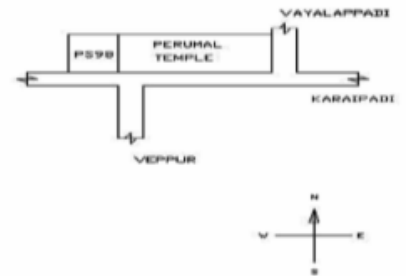 VAYALAPPADI
PS98 PERUMAL
TEMPLE
KARAIPADI
VEPPUR
N
W E
S